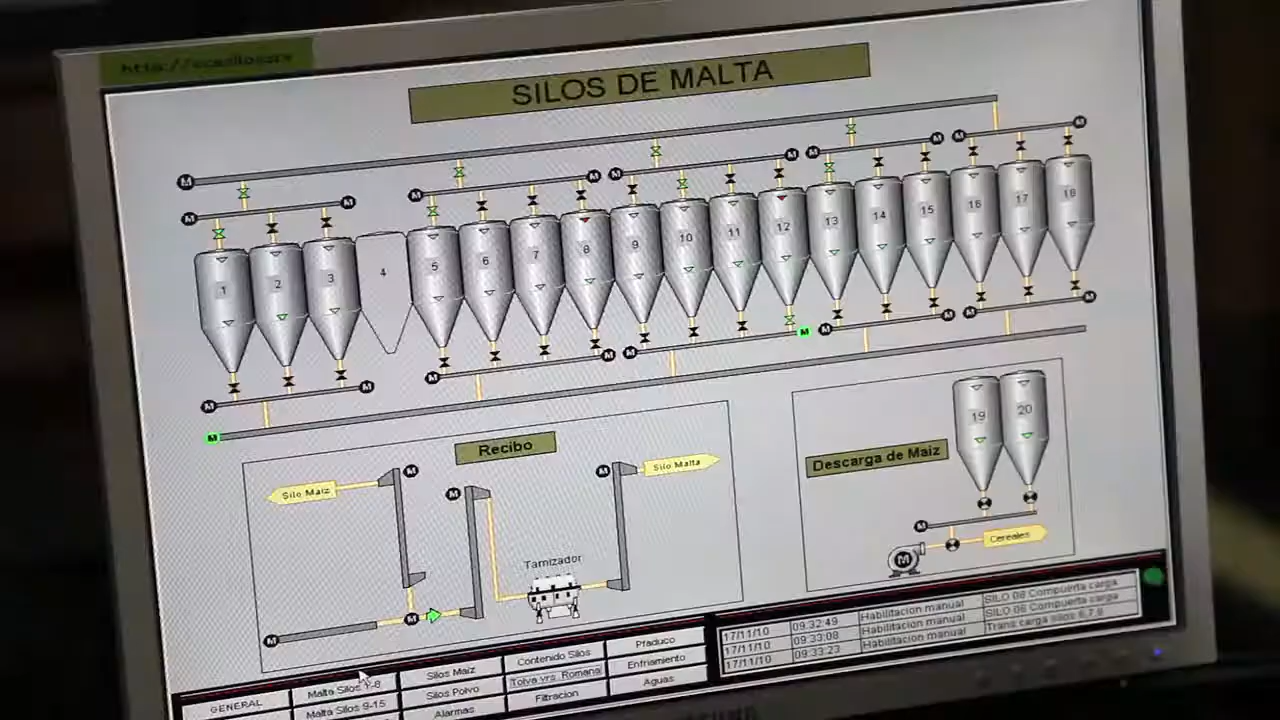 SILOS DE MALTA
M
M
M
M
M
M
M
M
M
M
1
2
3
4
5
6
7
8
9
10
11
12
13
14
15
16
17
18
M
M
M
M
M
M
M
M
M
M
M
Recibo
Silo Maiz
M
M
M
Silo Malta
Tamizador
M
M
Descarga de Maiz
19
20
M
Cereales
M
GENERAL
Malta Silos 1-8
Malta Silos 9-15
Silos Maiz
Silos Polvo
Alarmas
Contenido Silos
Tolva vrs. Romana
Filtracion
Pfaduco
Enfriamiento
Aguas
17/11/10 09.32:49 Habilitacion manual SILO 08 Compuerta carga
17/11/10 09:33:08 Habilitacion manual SILO 06 Compuerta carga
17/11/10 09:33:23 Habilitacion manual Trans carga silos 6,7,8